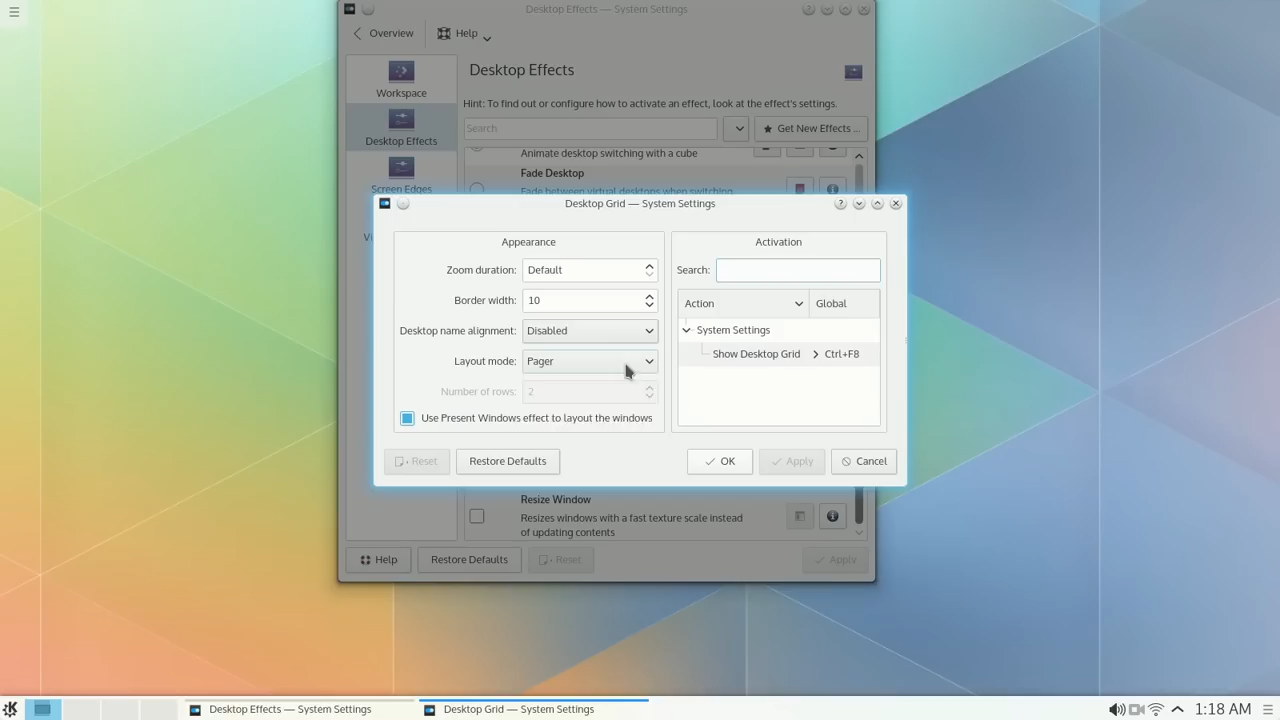 Desktop Effects — System Settings
Overview
Help
Workspace
Desktop Effects
Screen Edges
Desktop Effects
Hint: To find out or configure how to activate an effect, look at the effect's settings.
Search
Get New Effects ...
Animate desktop switching with a cube
Fade Desktop
Fade between virtual desktops when switching
Desktop Grid — System Settings
Appearance
Zoom duration: Default
Border width: 10
Desktop name alignment: Disabled
Layout mode: Pager
Number of rows: 2
Use Present Windows effect to layout the windows
Activation
Search:
Action Global
System Settings
Show Desktop Grid Ctrl+F8
Reset
Restore Defaults
OK
Apply
Cancel
Resize Window
Resizes windows with a fast texture scale instead
of updating contents
Help
Restore Defaults
Reset
Apply
Desktop Effects — System Settings
Desktop Grid — System Settings
1:18 AM